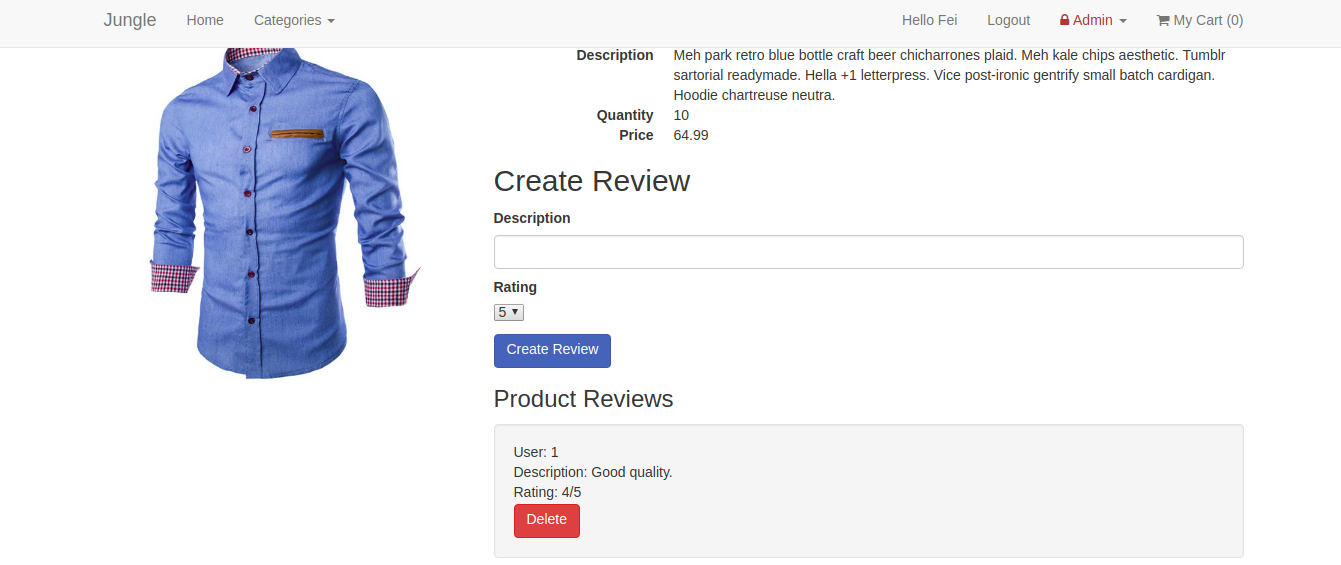 Jungle Home Categories Hello Fei Logout Admin My Cart (0)
Description Meh park retro blue bottle craft beer chicharrones plaid. Meh kale chips aesthetic. Tumblr
sartorial readymade. Hella +1 letterpress. Vice post-ironic gentrify small batch cardigan.
Hoodie chartreuse neutra.
Quantity 10
Price 64.99
Create Review
Description
Rating
5
Create Review
Product Reviews
User: 1
Description: Good quality.
Rating: 4/5
Delete